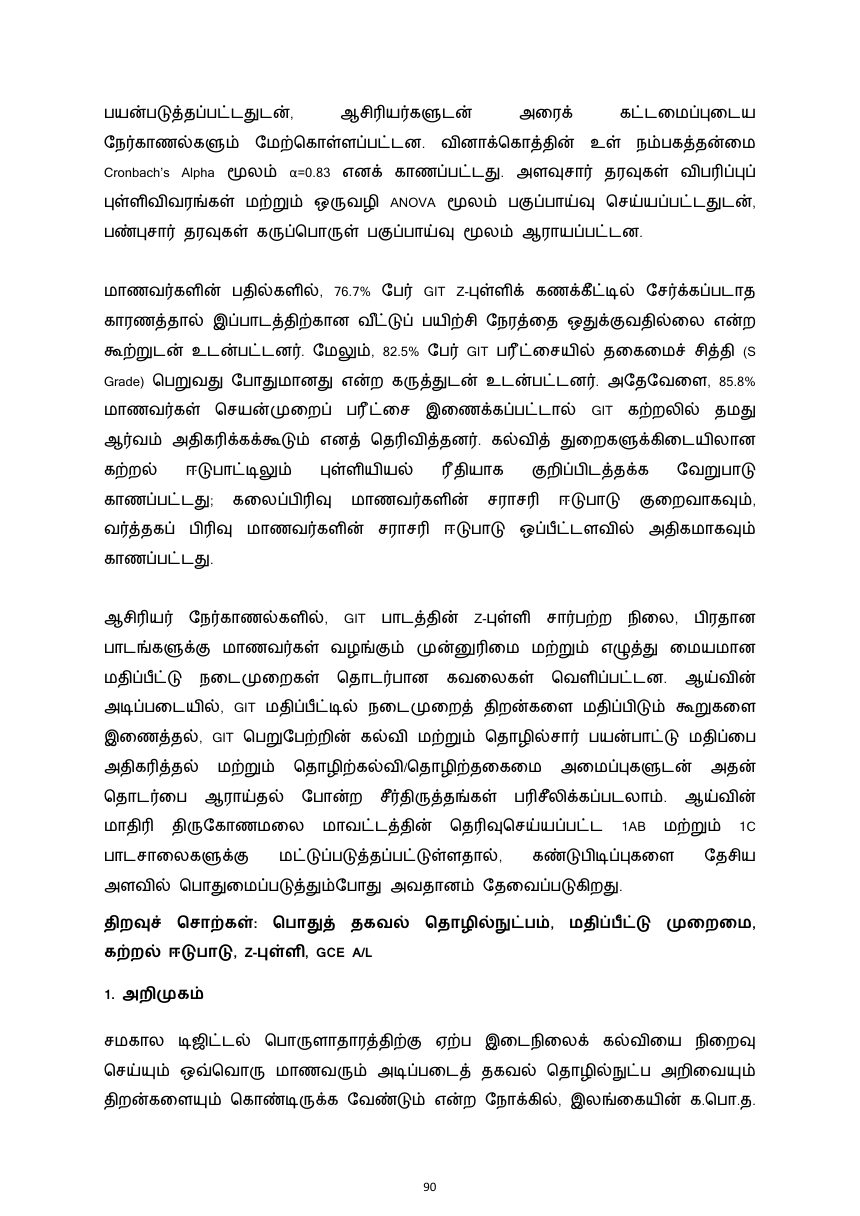 பயன்படுத்தப்பட்டதுடன், ஆசிரியர்களுடன் அரைக் கட்டமைப்புடைய
நேர்காணல்களும் மேற்கொள்ளப்பட்டன. வினாக்கொத்தின் உள் நம்பகத்தன்மை
Cronbach’s Alpha மூலம் α=0.83 எனக் காணப்பட்டது. அளவுசார் தரவுகள் விபரிப்புப்
புள்ளிவிவரங்கள் மற்றும் ஒருவழி ANOVA மூலம் பகுப்பாய்வு செய்யப்பட்டதுடன்,
பண்புசார் தரவுகள் கருப்பொருள் பகுப்பாய்வு மூலம் ஆராயப்பட்டன.
மாணவர்களின் பதில்களில், 76.7% பேர் GIT Z-புள்ளிக் கணக்கீட்டில் சேர்க்கப்படாத
காரணத்தால் இப்பாடத்திற்கான வீட்டுப் பயிற்சி நேரத்தை ஒதுக்குவதில்லை என்ற
கூற்றுடன் உடன்பட்டனர். மேலும், 82.5% பேர் GIT பரீட்சையில் தகைமைச் சித்தி (S
Grade) பெறுவது போதுமானது என்ற கருத்துடன் உடன்பட்டனர். அதேவேளை, 85.8%
மாணவர்கள் செயன்முறைப் பரீட்சை இணைக்கப்பட்டால் GIT கற்றலில் தமது
ஆர்வம் அதிகரிக்கக்கூடும் எனத் தெரிவித்தனர். கல்வித் துறைகளுக்கிடையிலான
கற்றல் ஈடுபாட்டிலும் புள்ளியியல் ரீதியாக குறிப்பிடத்தக்க வேறுபாடு
காணப்பட்டது; கலைப்பிரிவு மாணவர்களின் சராசரி ஈடுபாடு குறைவாகவும்,
வர்த்தகப் பிரிவு மாணவர்களின் சராசரி ஈடுபாடு ஒப்பீட்டளவில் அதிகமாகவும்
காணப்பட்டது.
ஆசிரியர் நேர்காணல்களில், GIT பாடத்தின் Z-புள்ளி சார்பற்ற நிலை, பிரதான
பாடங்களுக்கு மாணவர்கள் வழங்கும் முன்னுரிமை மற்றும் எழுத்து மையமான
மதிப்பீட்டு நடைமுறைகள் தொடர்பான கவலைகள் வெளிப்பட்டன. ஆய்வின்
அடிப்படையில், GIT மதிப்பீட்டில் நடைமுறைத் திறன்களை மதிப்பிடும் கூறுகளை
இணைத்தல், GIT பெறுபேற்றின் கல்வி மற்றும் தொழில்சார் பயன்பாட்டு மதிப்பை
அதிகரித்தல் மற்றும் தொழிற்கல்வி/தொழிற்தகைமை அமைப்புகளுடன் அதன்
தொடர்பை ஆராய்தல் போன்ற சீர்திருத்தங்கள் பரிசீலிக்கப்படலாம். ஆய்வின்
மாதிரி திருகோணமலை மாவட்டத்தின் தெரிவுசெய்யப்பட்ட 1AB மற்றும் 1C
பாடசாலைகளுக்கு மட்டுப்படுத்தப்பட்டுள்ளதால், கண்டுபிடிப்புகளை தேசிய
அளவில் பொதுமைப்படுத்தும்போது அவதானம் தேவைப்படுகிறது.
திறவுச் சொற்கள்: பொதுத் தகவல் தொழில்நுட்பம், மதிப்பீட்டு முறைமை,
கற்றல் ஈடுபாடு, Z-புள்ளி, GCE A/L
1. அறிமுகம்
சமகால டிஜிட்டல் பொருளாதாரத்திற்கு ஏற்ப இடைநிலைக் கல்வியை நிறைவு
செய்யும் ஒவ்வொரு மாணவரும் அடிப்படைத் தகவல் தொழில்நுட்ப அறிவையும்
திறன்களையும் கொண்டிருக்க வேண்டும் என்ற நோக்கில், இலங்கையின் க.பொ.த.
90